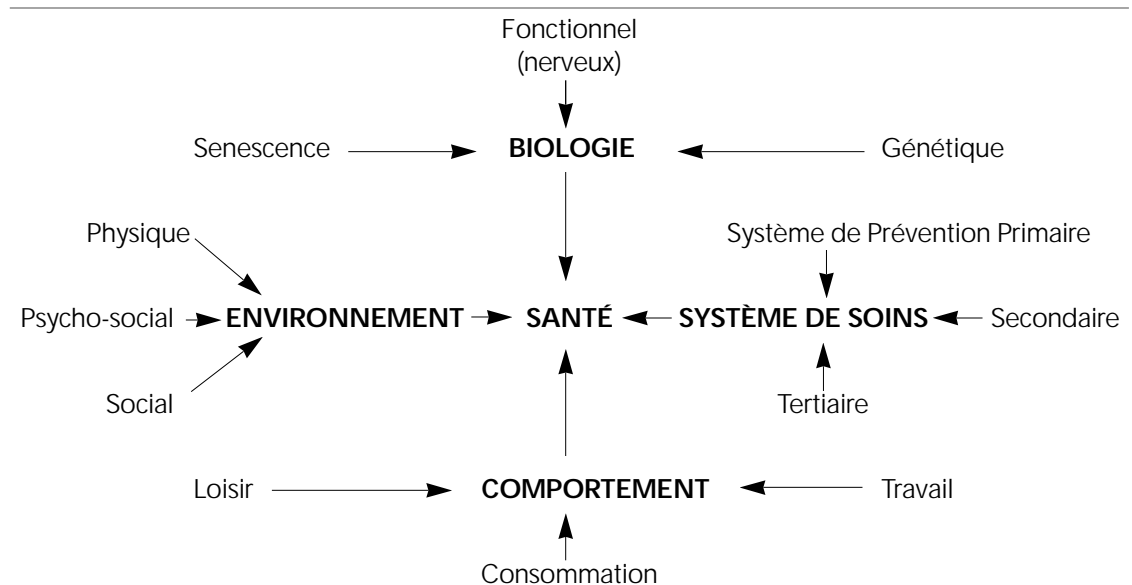 Fonctionnel
(nerveux)
Senescence BIOLOGIE Génétique
Physique Système de Prévention Primaire
Psycho-social ENVIRONNEMENT SANTÉ SYSTÈME DE SOINS Secondaire
Social Tertiaire
Loisir COMPORTEMENT Travail
Consommation